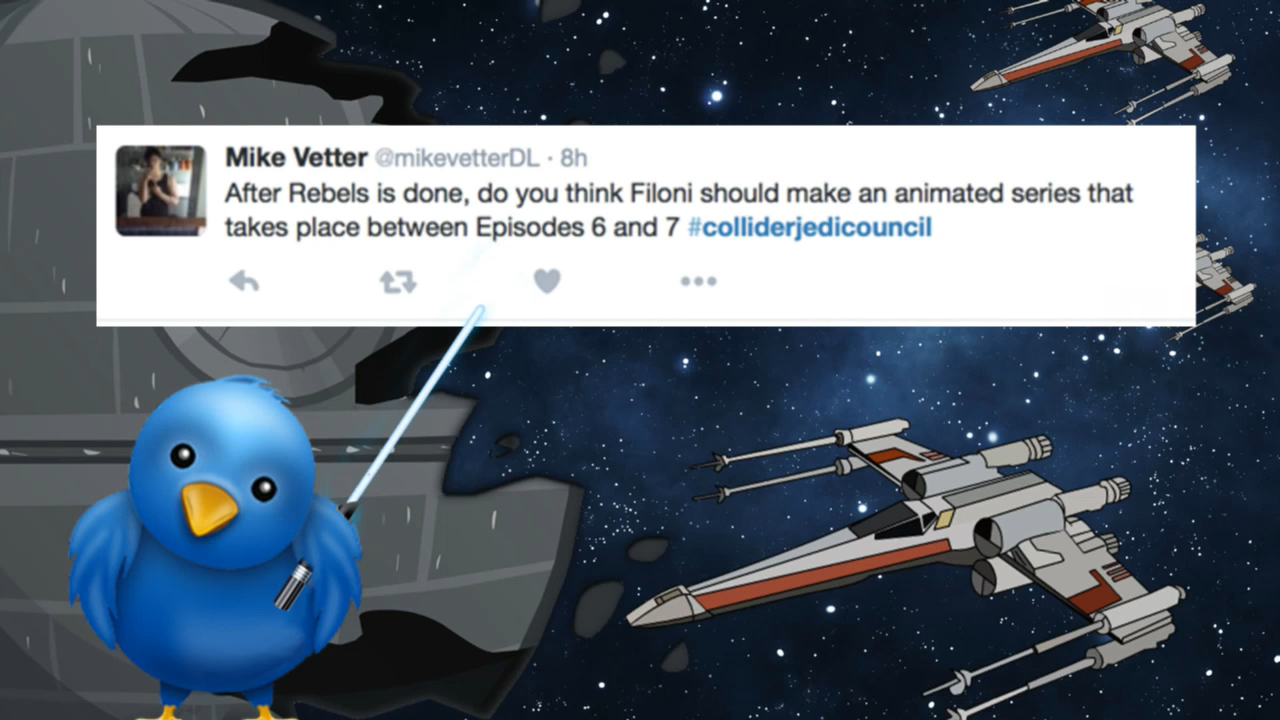 Mike Vetter @mikevetterDL · 8h
After Rebels is done, do you think Filoni should make an animated series that
takes place between Episodes 6 and 7 #colliderjedicouncil